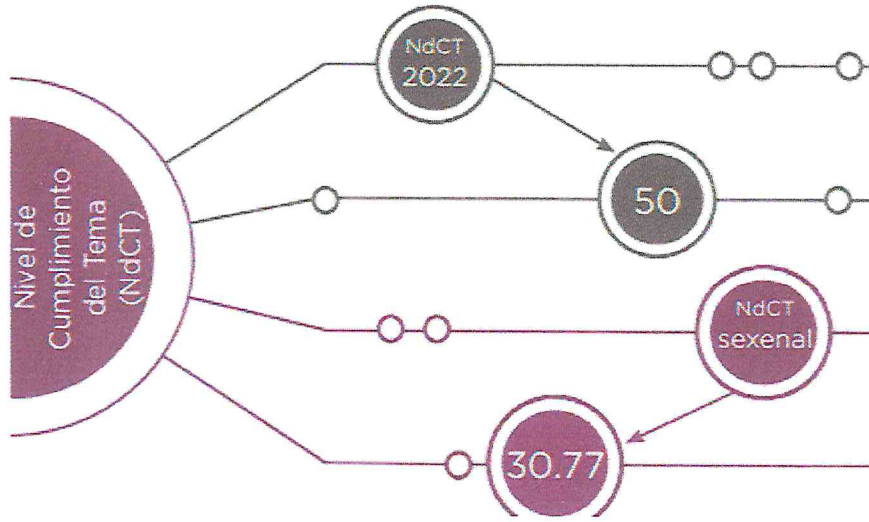 Nivel de
Cumplimiento
del Tema
(NdCT)
NdCT
2022
50
NdCT
sexenal
30.77